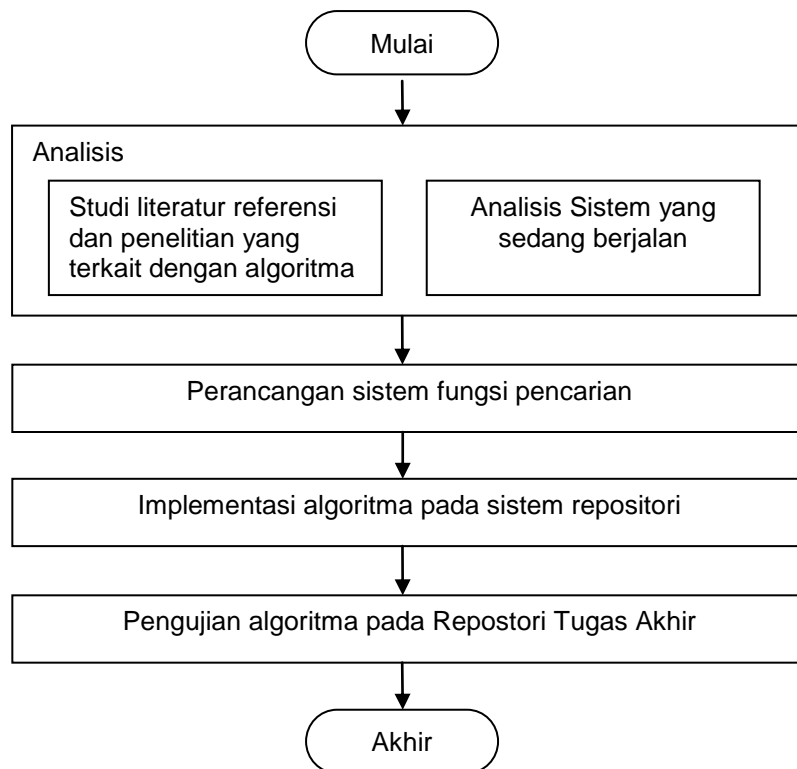 Mulai
Analisis
Studi literatur referensi
dan penelitian yang
terkait dengan algoritma
Analisis Sistem yang
sedang berjalan
Perancangan sistem fungsi pencarian
Implementasi algoritma pada sistem repositori
Pengujian algoritma pada Repostori Tugas Akhir
Akhir